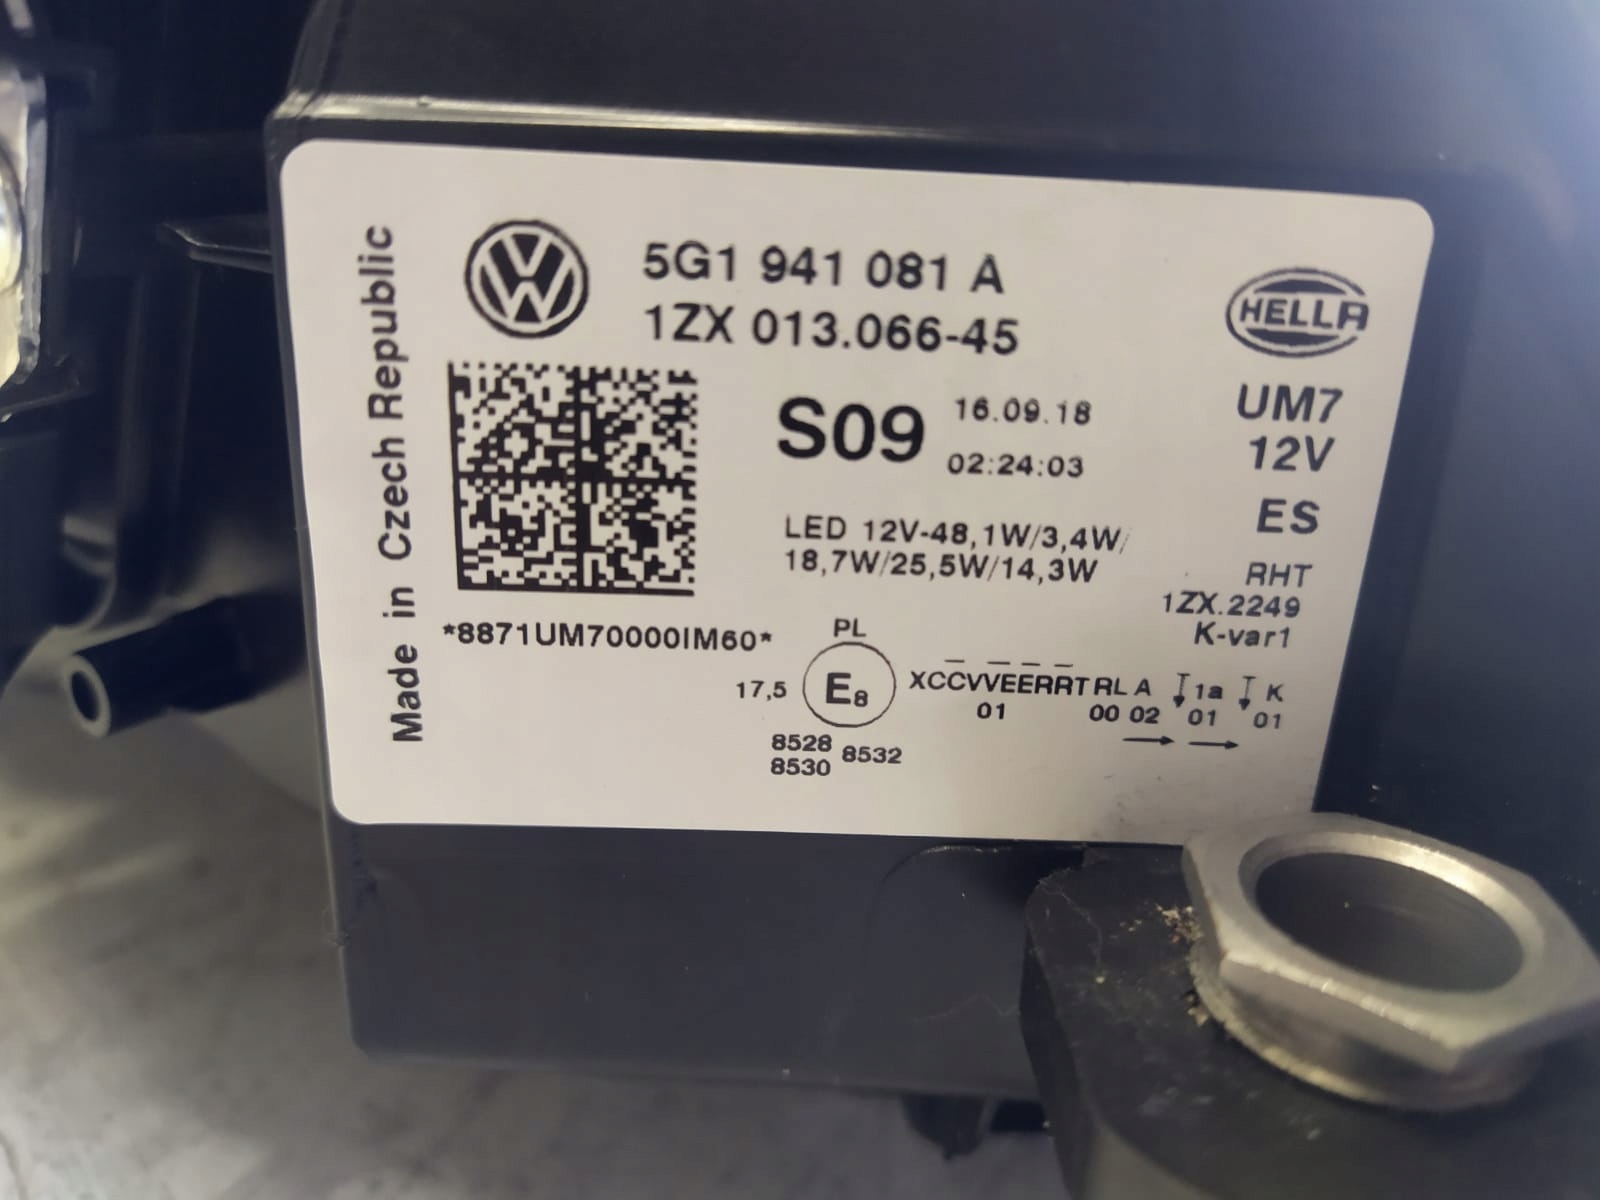 Made in Czech Republic
5G1 941 081 A
1ZX 013.066-45
HELLA
S09
16.09.18
02:24:03
UM7
12V
ES
LED 12V-48,1W/3,4W/
18,7W/25,5W/14,3W
RHT
1ZX.2249
K-var1
*8871UM70000IM60*
PL
17,5
E8
XCCVVEERRT RL A 1a K
01 00 02 01 01
8528 8532
8530